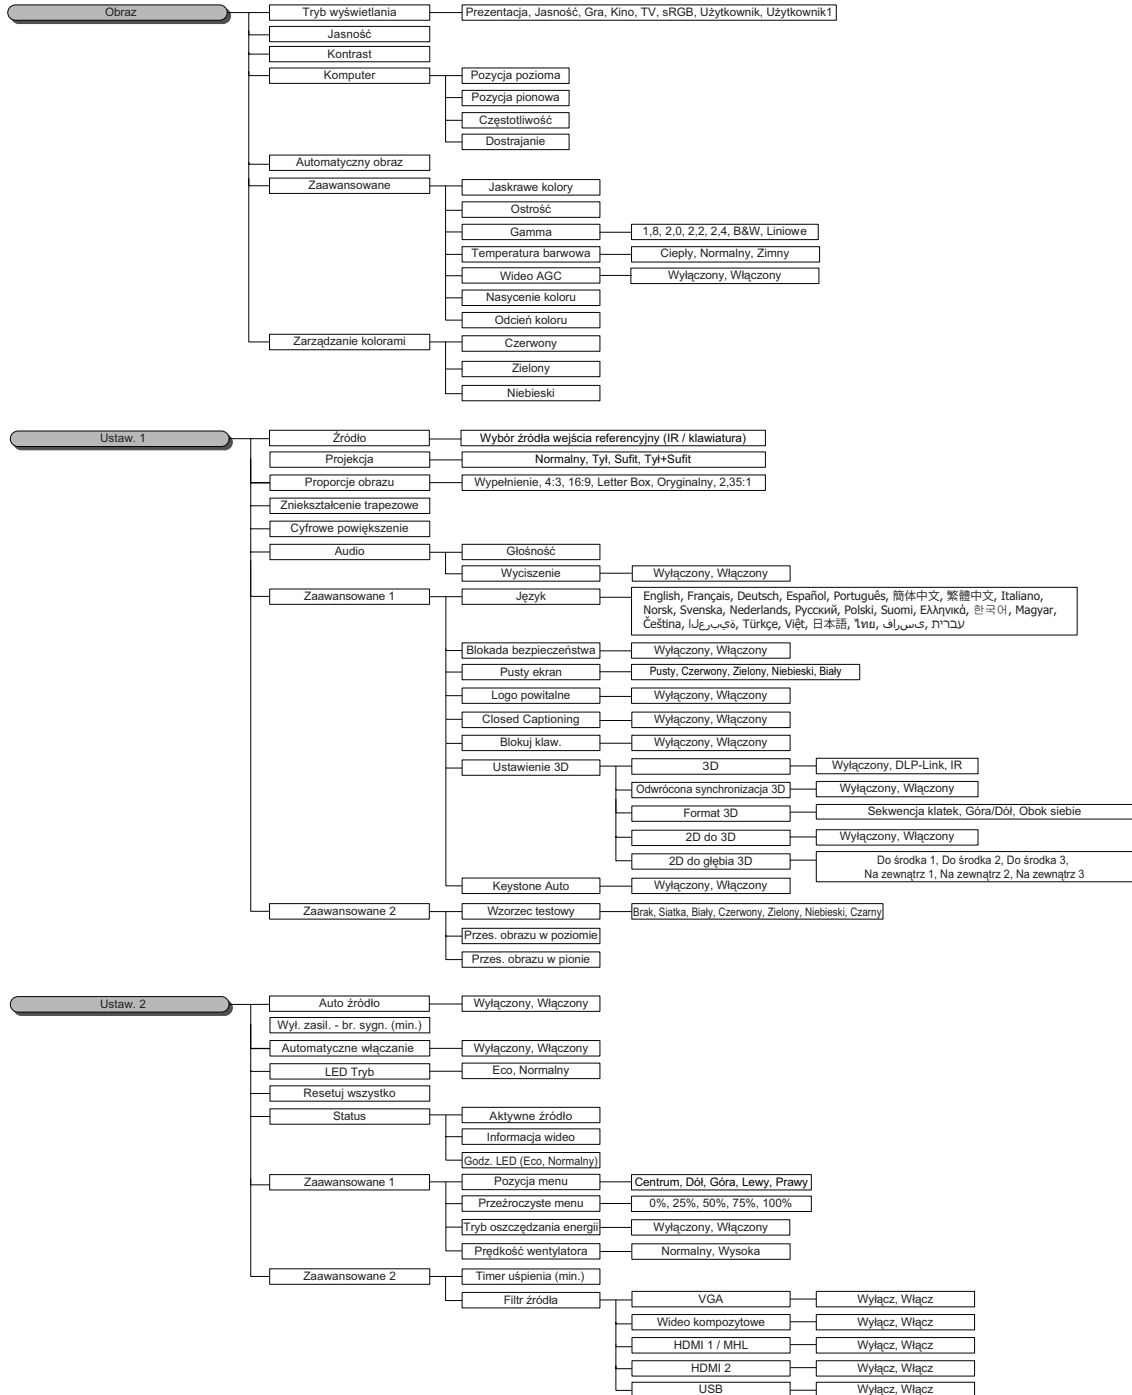 Obraz
Tryb wyświetlania
Prezentacja, Jasność, Gra, Kino, TV, sRGB, Użytkownik, Użytkownik1
Jasność
Kontrast
Komputer
Pozycja pozioma
Pozycja pionowa
Częstotliwość
Dostrajanie
Automatyczny obraz
Zaawansowane
Jaskrawe kolory
Ostrość
Gamma
1,8, 2,0, 2,2, 2,4, B&W, Liniowe
Temperatura barwowa
Ciepły, Normalny, Zimny
Wideo AGC
Wyłączony, Włączony
Nasycenie koloru
Odcień koloru
Zarządzanie kolorami
Czerwony
Zielony
Niebieski
Ustaw. 1
Źródło
Wybór źródła wejścia referencyjny (IR / klawiatura)
Projekcja
Normalny, Tył, Sufit, Tył+Sufit
Proporcje obrazu
Wypełnienie, 4:3, 16:9, Letter Box, Oryginalny, 2,35:1
Zniekształcenie trapezowe
Cyfrowe powiększenie
Audio
Głośność
Wyciszenie
Wyłączony, Włączony
Zaawansowane 1
Język
English, Français, Deutsch, Español, Português, 簡体中文, 繁體中文, Italiano,
Norsk, Svenska, Nederlands, Русский, Polski, Suomi, Ελληνικά, 한국어, Magyar,
Čeština, ةيبرعلا, Türkçe, Việt, 日本語, ไทย, یسراف, עברית
Blokada bezpieczeństwa
Wyłączony, Włączony
Pusty ekran
Pusty, Czerwony, Zielony, Niebieski, Biały
Logo powitalne
Wyłączony, Włączony
Closed Captioning
Wyłączony, Włączony
Blokuj klaw.
Wyłączony, Włączony
Ustawienie 3D
3D
Wyłączony, DLP-Link, IR
Odwrócona synchronizacja 3D
Wyłączony, Włączony
Format 3D
Sekwencja klatek, Góra/Dół, Obok siebie
2D do 3D
Wyłączony, Włączony
2D do głębia 3D
Do środka 1, Do środka 2, Do środka 3,
Na zewnątrz 1, Na zewnątrz 2, Na zewnątrz 3
Keystone Auto
Wyłączony, Włączony
Zaawansowane 2
Wzorzec testowy
Brak, Siatka, Biały, Czerwony, Zielony, Niebieski, Czarny
Przes. obrazu w poziomie
Przes. obrazu w pionie
Ustaw. 2
Auto źródło
Wyłączony, Włączony
Wył. zasil. - br. sygn. (min.)
Automatyczne włączanie
Wyłączony, Włączony
LED Tryb
Eco, Normalny
Resetuj wszystko
Status
Aktywne źródło
Informacja wideo
Godz. LED (Eco, Normalny)
Zaawansowane 1
Pozycja menu
Centrum, Dół, Góra, Lewy, Prawy
Przeźroczyste menu
0%, 25%, 50%, 75%, 100%
Tryb oszczędzania energii
Wyłączony, Włączony
Prędkość wentylatora
Normalny, Wysoka
Zaawansowane 2
Timer uśpienia (min.)
Filtr źródła
VGA
Wyłącz, Włącz
Wideo kompozytowe
Wyłącz, Włącz
HDMI 1 / MHL
Wyłącz, Włącz
HDMI 2
Wyłącz, Włącz
USB
Wyłącz, Włącz